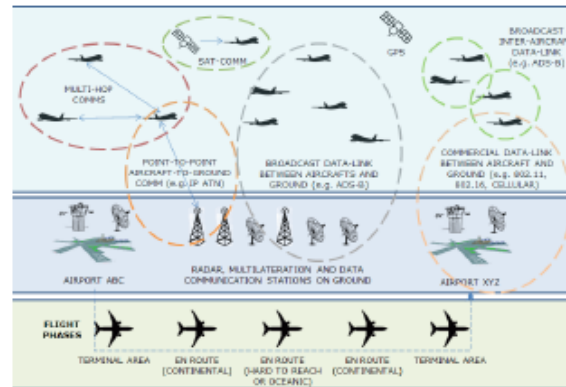 BROADCAST
INTER-AIRCRAFT
DATA-LINK
(e.g. ADS-B)
GPS
SAT-COMM
MULTI-HOP
COMMS
POINT-TO-POINT
AIRCRAFT-TO-GROUND
COMM (e.g. IP ATN)
BROADCAST DATA-LINK
BETWEEN AIRCRAFTS AND
GROUND (e.g. ADS-B)
COMMERCIAL DATA-LINK
BETWEEN AIRCRAFT AND
GROUND (e.g. 802.11,
802.16, CELLULAR)
AIRPORT ABC
RADAR, MULTILATERATION AND DATA
COMMUNICATION STATIONS ON GROUND
AIRPORT XYZ
FLIGHT
PHASES
TERMINAL AREA
EN ROUTE
(CONTINENTAL)
EN ROUTE
(HARD TO REACH
OR OCEANIC)
EN ROUTE
(CONTINENTAL)
TERMINAL AREA